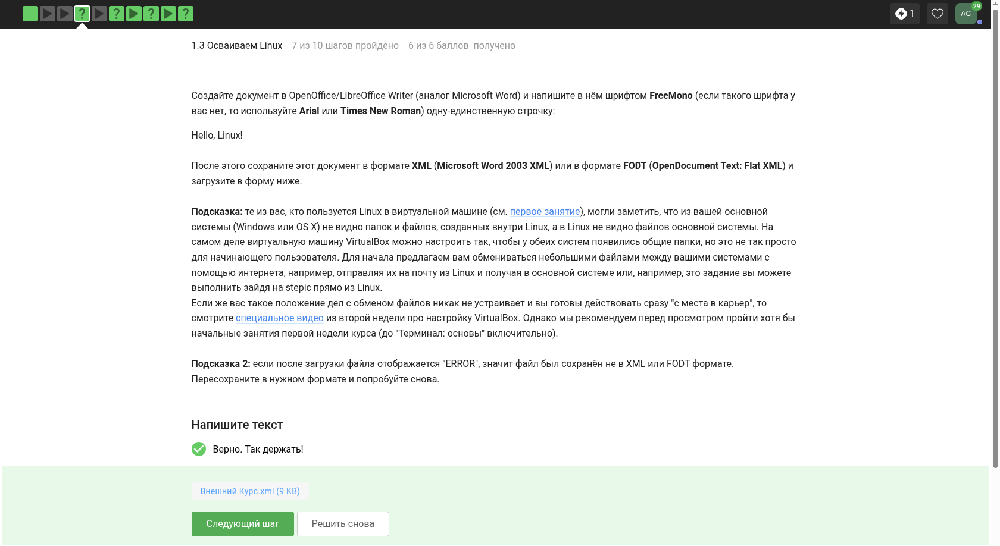 ? ? ? ?
1
AC
29
1.3 Осваиваем Linux 7 из 10 шагов пройдено 6 из 6 баллов получено
Создайте документ в OpenOffice/LibreOffice Writer (аналог Microsoft Word) и напишите в нём шрифтом FreeMono (если такого шрифта у
вас нет, то используйте Arial или Times New Roman) одну-единственную строчку:
Hello, Linux!
После этого сохраните этот документ в формате XML (Microsoft Word 2003 XML) или в формате FODT (OpenDocument Text: Flat XML) и
загрузите в форму ниже.
Подсказка: те из вас, кто пользуется Linux в виртуальной машине (см. первое занятие), могли заметить, что из вашей основной
системы (Windows или OS X) не видно папок и файлов, созданных внутри Linux, а в Linux не видно файлов основной системы. На
самом деле виртуальную машину VirtualBox можно настроить так, чтобы у обеих систем появились общие папки, но это не так просто
для начинающего пользователя. Для начала предлагаем вам обмениваться небольшими файлами между вашими системами с
помощью интернета, например, отправляя их на почту из Linux и получая в основной системе или, например, это задание вы можете
выполнить зайдя на stepic прямо из Linux.
Если же вас такое положение дел с обменом файлов никак не устраивает и вы готовы действовать сразу "с места в карьер", то
смотрите специальное видео из второй недели про настройку VirtualBox. Однако мы рекомендуем перед просмотром пройти хотя бы
начальные занятия первой недели курса (до "Терминал: основы" включительно).
Подсказка 2: если после загрузки файла отображается "ERROR", значит файл был сохранён не в XML или FODT формате.
Пересохраните в нужном формате и попробуйте снова.
Напишите текст
Верно. Так держать!
Внешний Курс.xml (9 KB)
Следующий шаг Решить снова